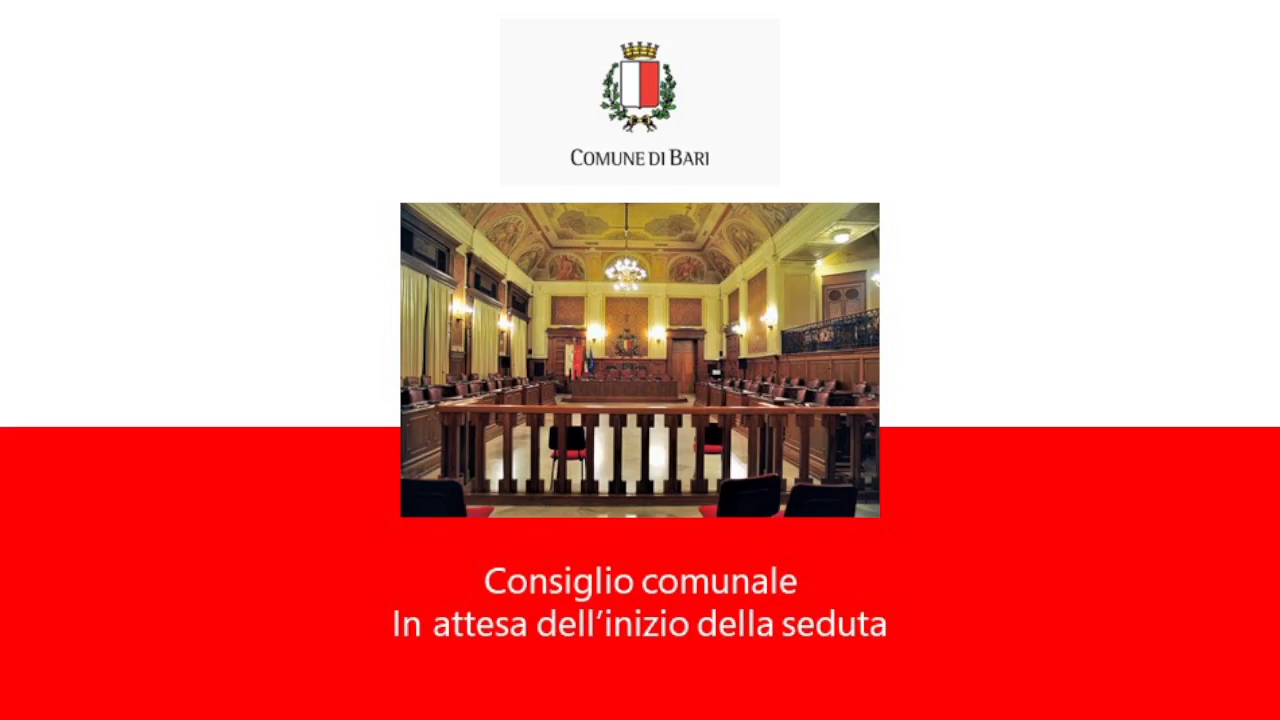 COMUNE DI BARI
Consiglio comunale
In attesa dell’inizio della seduta